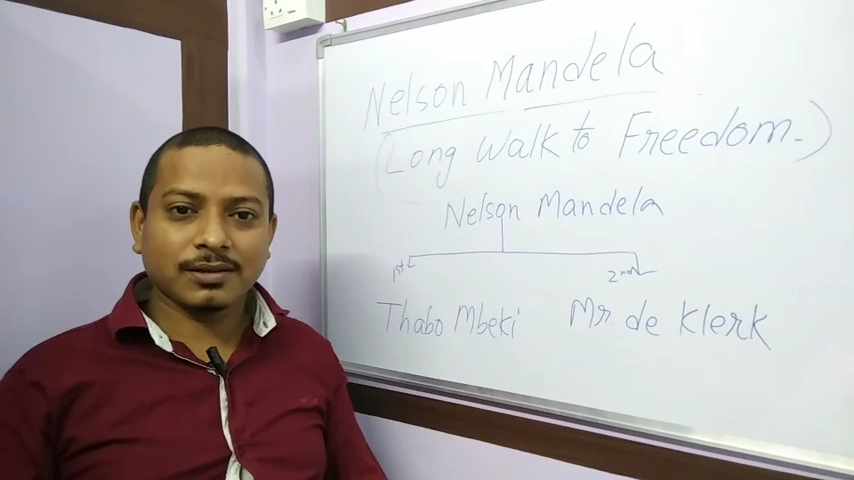 Nelson Mandela
(Long Walk to Freedom.)
Nelson Mandela
1st 2nd
Thabo Mbeki Mr de Klerk